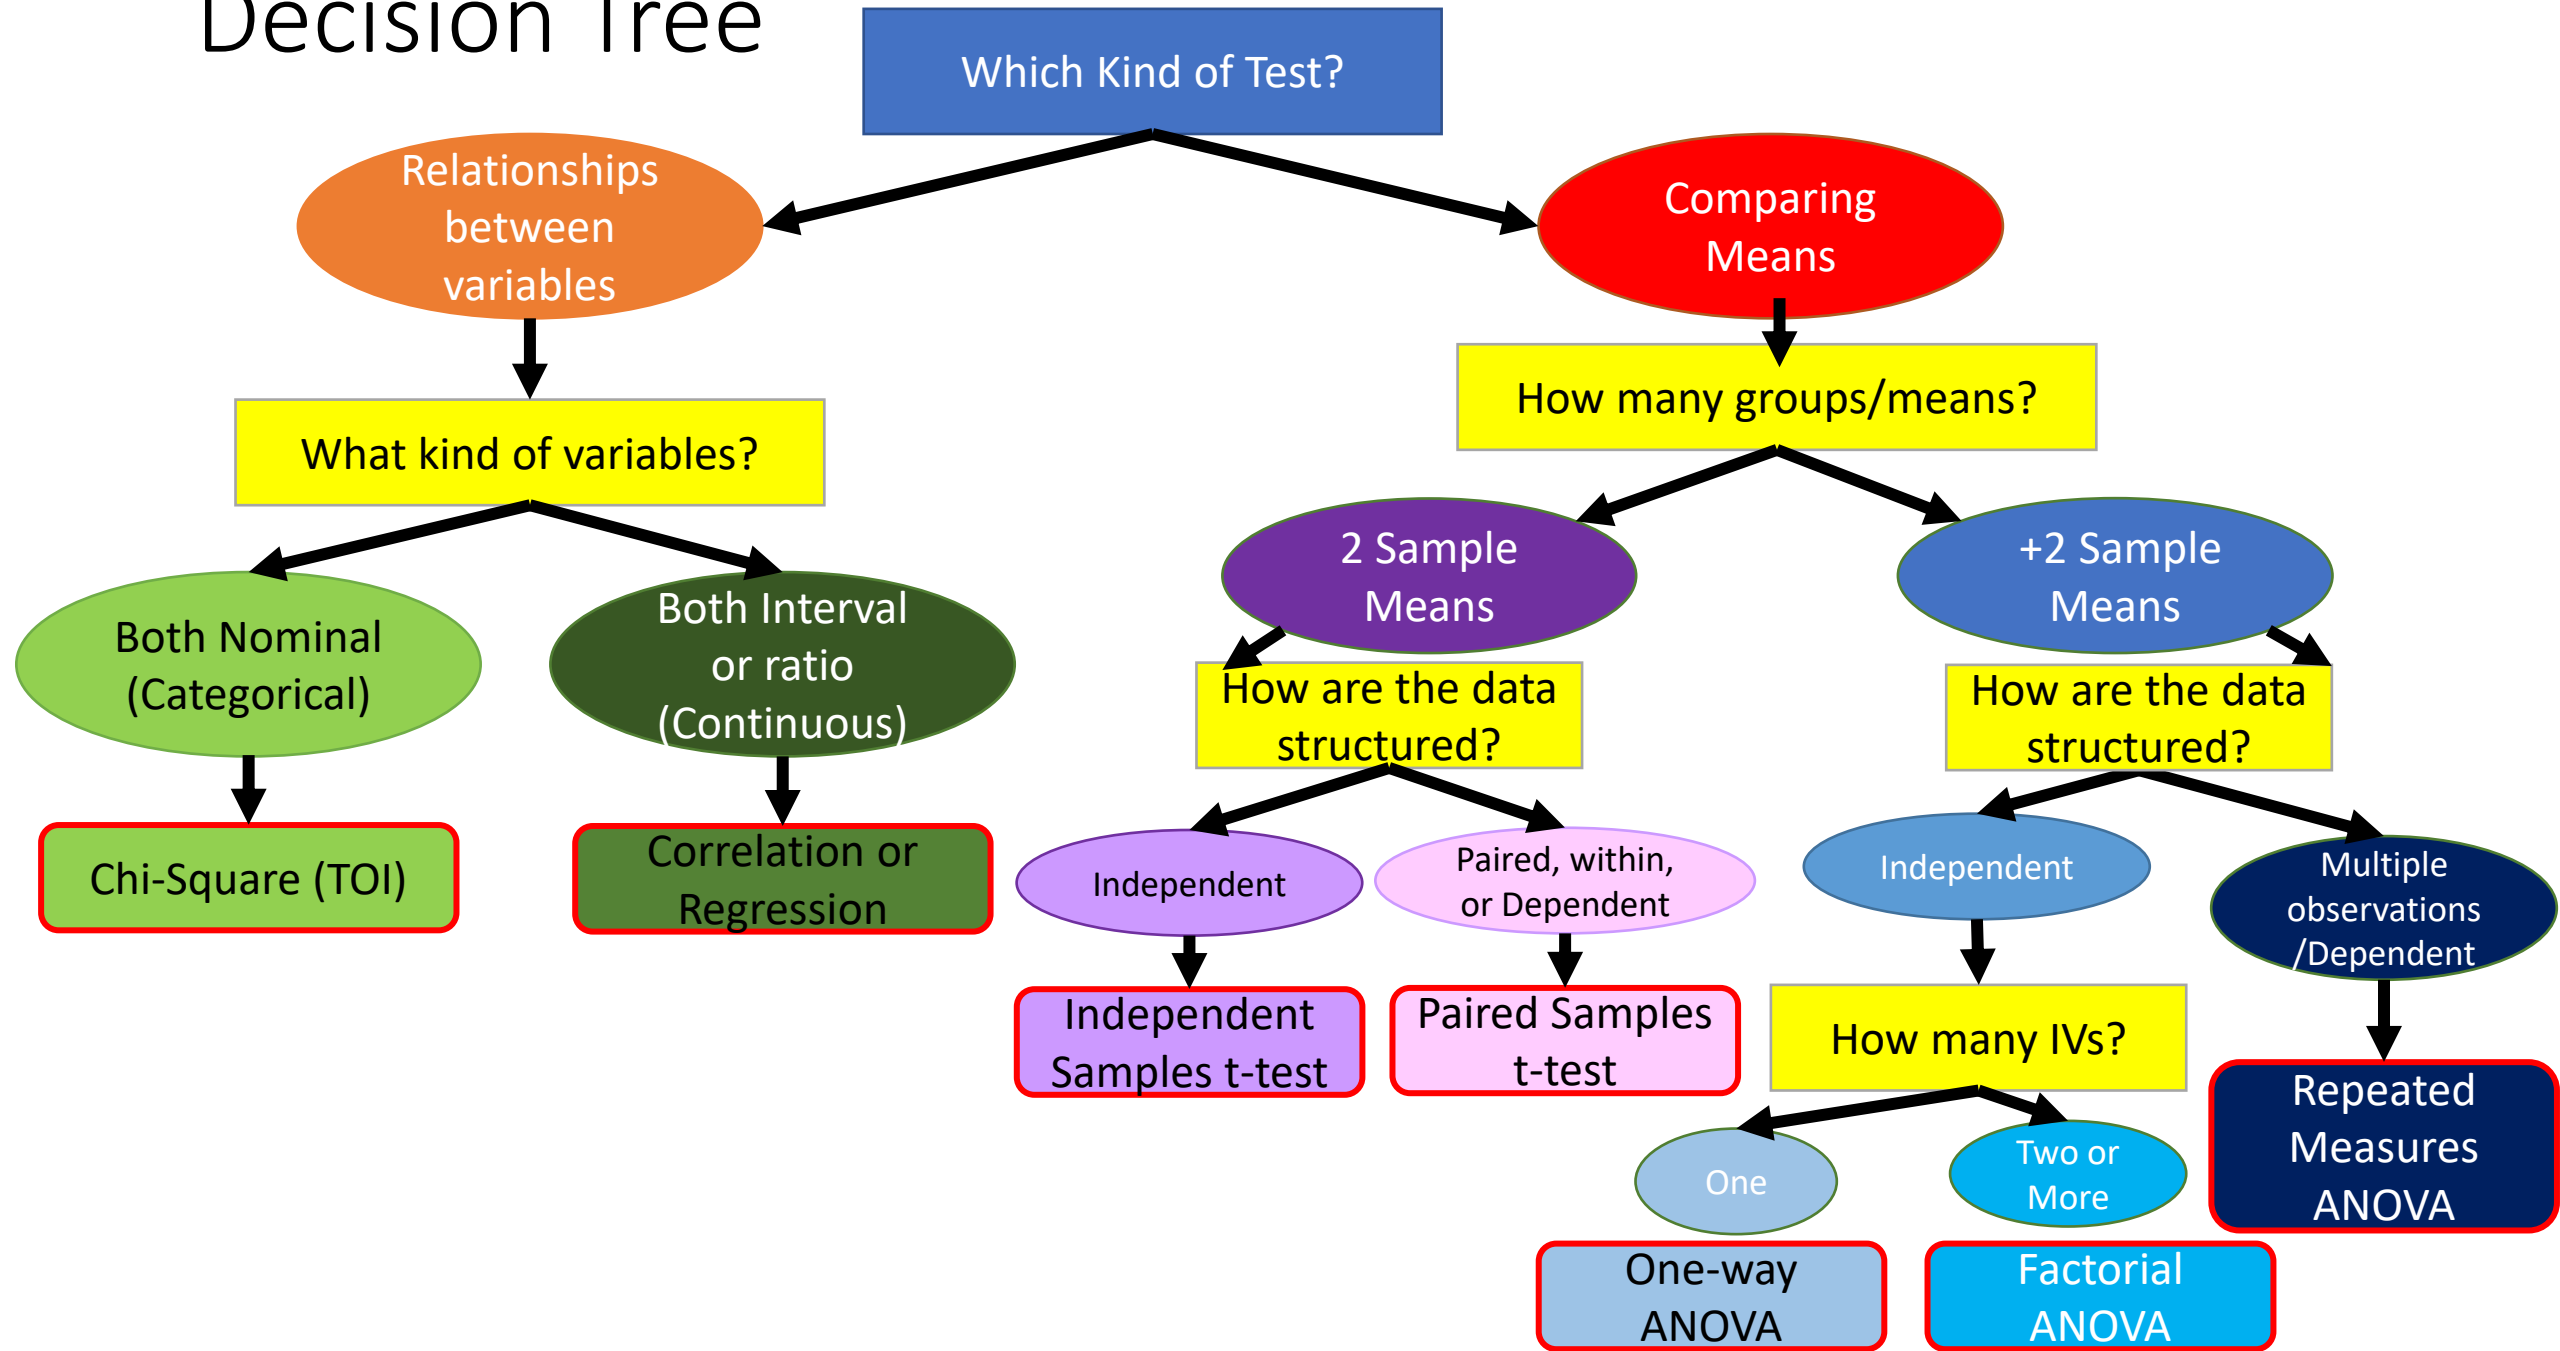 Decision Tree
Which Kind of Test?
Relationships
between
variables
Comparing
Means
How many groups/means?
What kind of variables?
2 Sample
Means
+2 Sample
Means
Both Nominal
(Categorical)
Both Interval
or ratio
(Continuous)
How are the data
structured?
How are the data
structured?
Chi-Square (TOI)
Correlation or
Regression
Independent
Paired, within,
or Dependent
Independent
Multiple
observations
/Dependent
Independent
Samples t-test
Paired Samples
t-test
How many IVs?
One
Two or
More
Repeated
Measures
ANOVA
One-way
ANOVA
Factorial
ANOVA